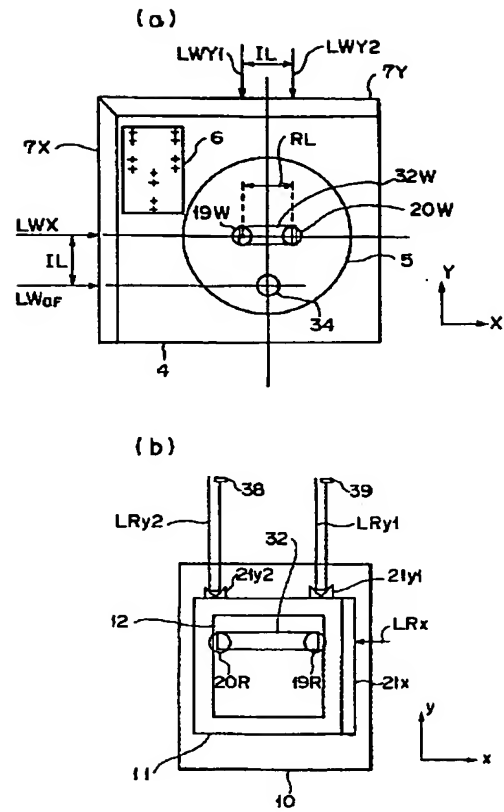 (a)
LWY1
IL
LWY2
7Y
7X
6
RL
32W
19W
20W
LWX
IL
5
LWOF
34
4
Y
X
(b)
38
39
LRy2
LRy1
32
21y2
21y1
12
LRx
20R
19R
21x
11
10
y
x